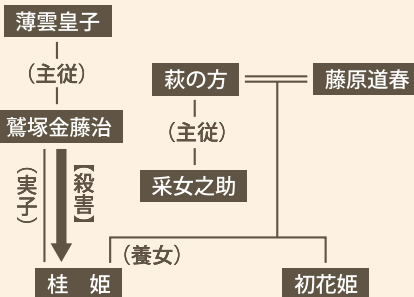 薄雲皇子
（主従）
萩の方
藤原道春
鷲塚金藤治
（主従）
（実子）
【殺害】
采女之助
（養女）
桂　姫
初花姫